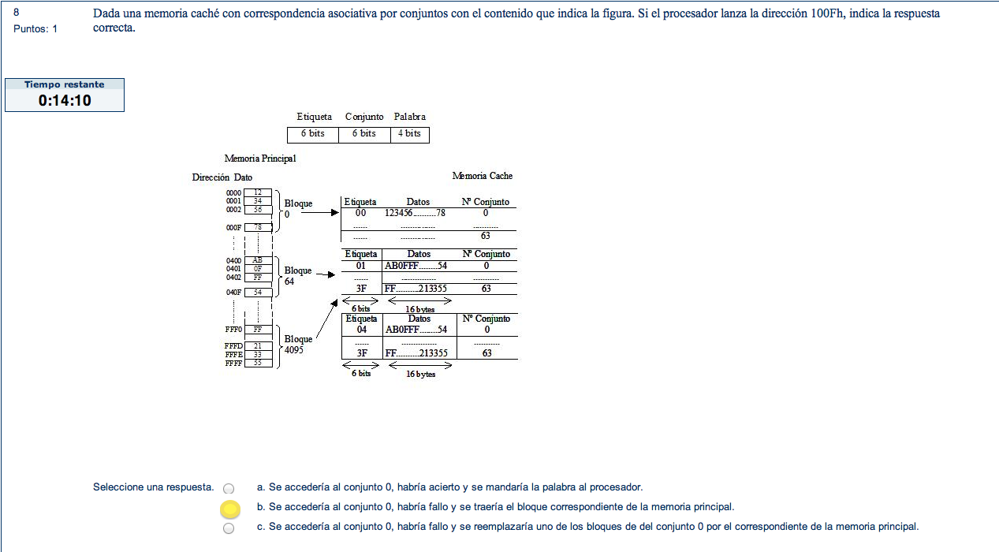 8
Puntos: 1
Dada una memoria caché con correspondencia asociativa por conjuntos con el contenido que indica la figura. Si el procesador lanza la dirección 100Fh, indica la respuesta
correcta.
Tiempo restante
0:14:10
Etiqueta Conjunto Palabra
6 bits 6 bits 4 bits
Memoria Principal
Memoria Cache
Dirección Dato
0000 12
0001 34
0002 56
000F 78
Bloque
0
0400 AB
0401 0F
0402 FF
040F 54
Bloque
64
FFF0 FF
FFFD 21
FFFE 33
FFFF 55
Bloque
4095
Etiqueta Datos Nº Conjunto
00 123456..........78 0
...... ............... ...........
...... ............... 63
Etiqueta Datos Nº Conjunto
01 AB0FFF........54 0
...... ............... ...........
3F FF..........213355 63
6 bits 16 bytes
Etiqueta Datos Nº Conjunto
04 AB0FFF........54 0
...... ............... ...........
3F FF..........213355 63
6 bits 16 bytes
Seleccione una respuesta.
a. Se accedería al conjunto 0, habría acierto y se mandaría la palabra al procesador.
b. Se accedería al conjunto 0, habría fallo y se traería el bloque correspondiente de la memoria principal.
c. Se accedería al conjunto 0, habría fallo y se reemplazaría uno de los bloques de del conjunto 0 por el correspondiente de la memoria principal.